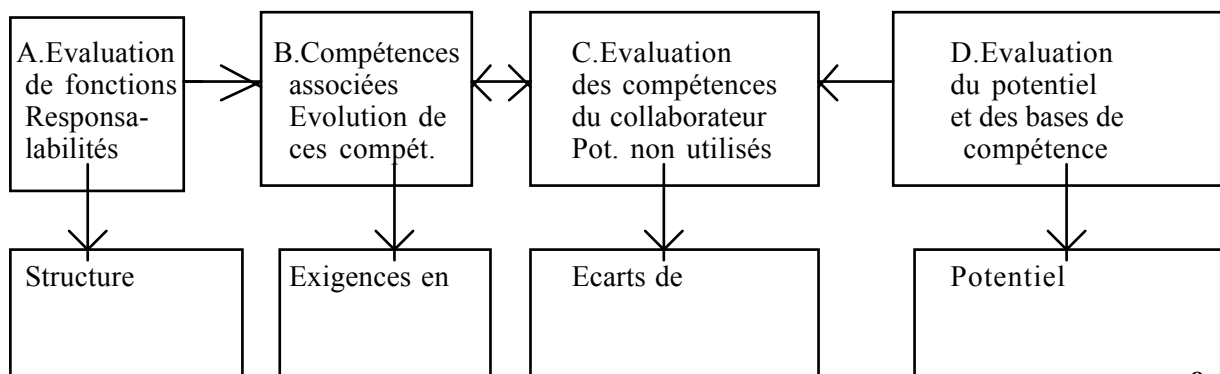 A.Evaluation
de fonctions
Responsa-
labilités
B.Compétences
associées
Evolution de
ces compét.
C.Evaluation
des compétences
du collaborateur
Pot. non utilisés
D.Evaluation
du potentiel
et des bases de
compétence
Structure
Exigences en
Ecarts de
Potentiel